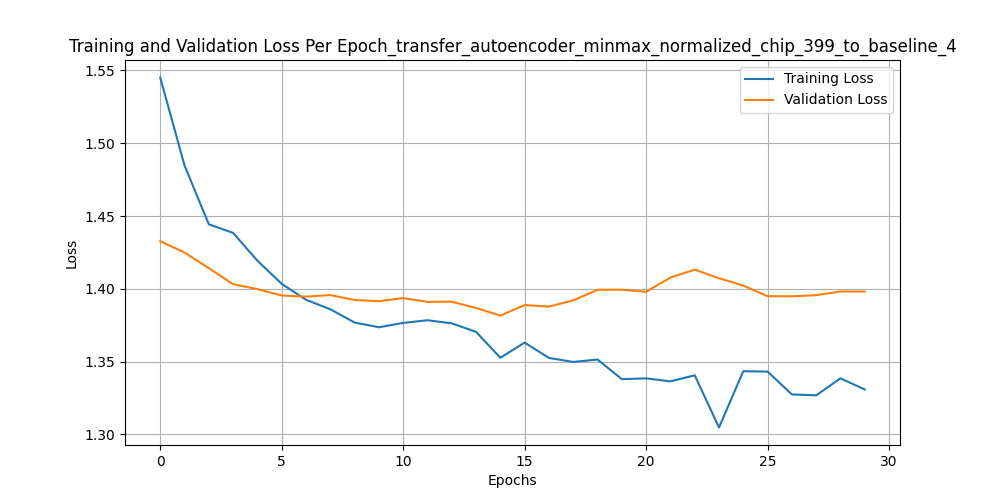 Training and Validation Loss Per Epoch_transfer_autoencoder_minmax_normalized_chip_399_to_baseline_4
Training Loss
Validation Loss
1.55
1.50
1.45
1.40
1.35
1.30
Loss
0 5 10 15 20 25 30
Epochs